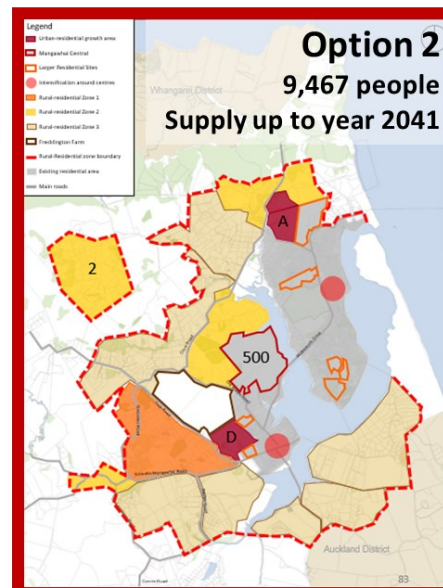 Legend
Urban-residential growth area
Mangawhai Central
Larger Residential Sites
Intensification around centres
Rural-residential Zone 1
Rural-residential Zone 2
Rural-residential Zone 3
Frecklington Farm
Rural-Residential zone boundary
Existing residential area
Main roads
Option 2
9,467 people
Supply up to year 2041
Whangarei District
A
2
500
D
Auckland District
83